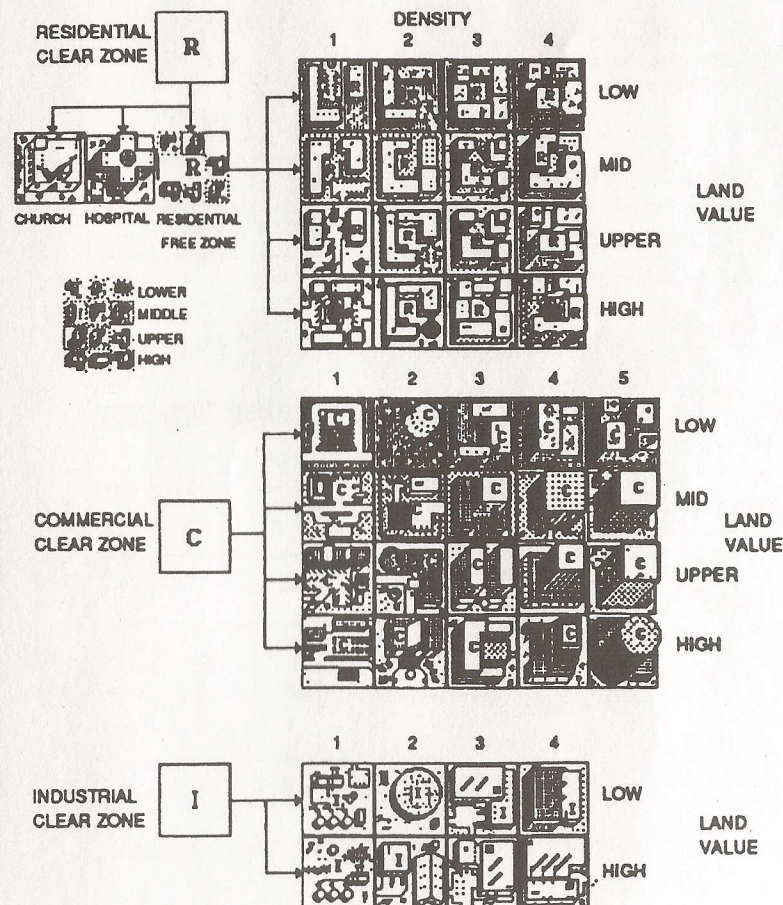 DENSITY
RESIDENTIAL
CLEAR ZONE
R
1 2 3 4
LOW
MID
UPPER
HIGH
LAND
VALUE
CHURCH HOSPITAL RESIDENTIAL
FREE ZONE
LOWER
MIDDLE
UPPER
HIGH
1 2 3 4 5
COMMERCIAL
CLEAR ZONE
C
LOW
MID
UPPER
HIGH
LAND
VALUE
1 2 3 4
INDUSTRIAL
CLEAR ZONE
I
LOW
HIGH
LAND
VALUE